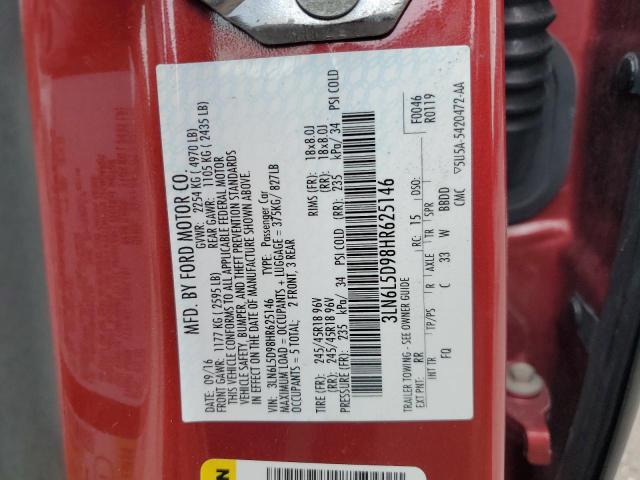 MFD. BY FORD MOTOR CO.
DATE: 09/16
GVWR: 2254 KG ( 4970 LB)
FRONT GAWR: 1177 KG ( 2595 LB)
REAR GAWR: 1105 KG ( 2435 LB)
THIS VEHICLE CONFORMS TO ALL APPLICABLE FEDERAL MOTOR
VEHICLE SAFETY, BUMPER, AND THEFT PREVENTION STANDARDS
IN EFFECT ON THE DATE OF MANUFACTURE SHOWN ABOVE.
VIN: 3LN6L5D98HR625146 TYPE: Passenger Car
MAXIMUM LOAD = OCCUPANTS + LUGGAGE = 375KG/ 827LB
OCCUPANTS = 5 TOTAL; 2 FRONT, 3 REAR
TIRE (FR): 245/45R18 96V RIMS (FR): 18x8.0J
(RR): 245/45R18 96V (RR): 18x8.0J
PRESSURE (FR): 235 kPa/ 34 PSI COLD (RR): 235 kPa/ 34 PSI COLD
3LN6L5D98HR625146
TRAILER TOWING - SEE OWNER GUIDE
F0046
R0119
EXT PNT: RR RC: 15 DSO:
INT TR TP/PS R AXLE TR SPR
FQ C 33 W BBDD
CMC
▽5U5A-5420472-AA